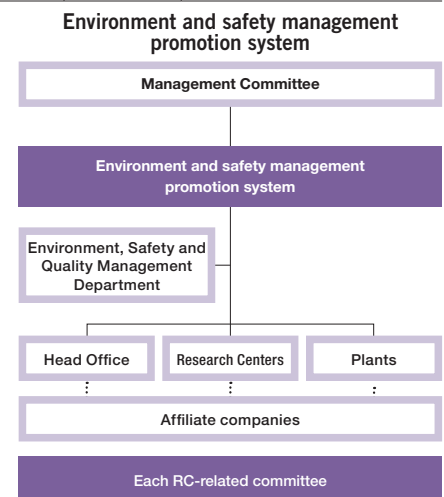 Environment and safety management
promotion system
Management Committee
Environment and safety management
promotion system
Environment, Safety and
Quality Management
Department
Head Office
Research Centers
Plants
Affiliate companies
Each RC-related committee